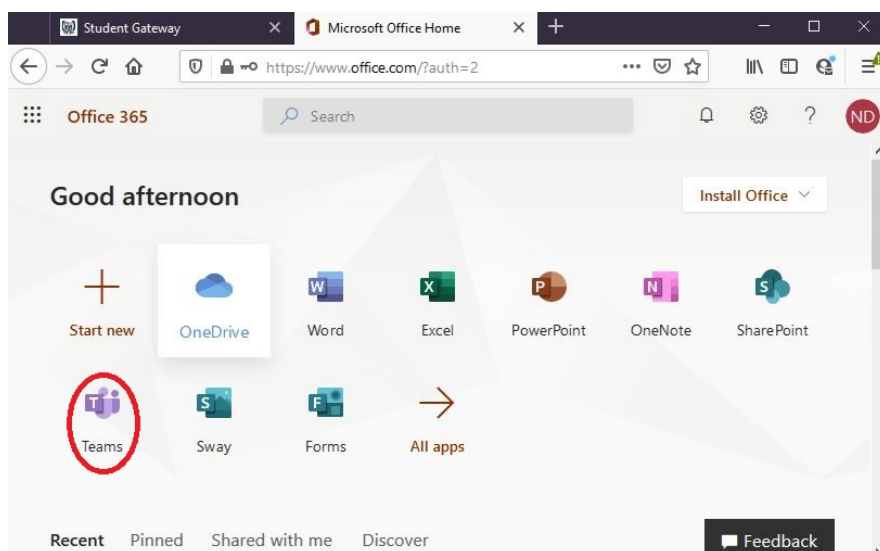 Student Gateway
Microsoft Office Home
https://www.office.com/?auth=2
Office 365
Search
ND
Good afternoon
Install Office
Start new
OneDrive
W
Word
X
Excel
P
PowerPoint
N
OneNote
S
SharePoint
T
Teams
S
Sway
F
Forms
All apps
Recent Pinned Shared with me Discover
Feedback